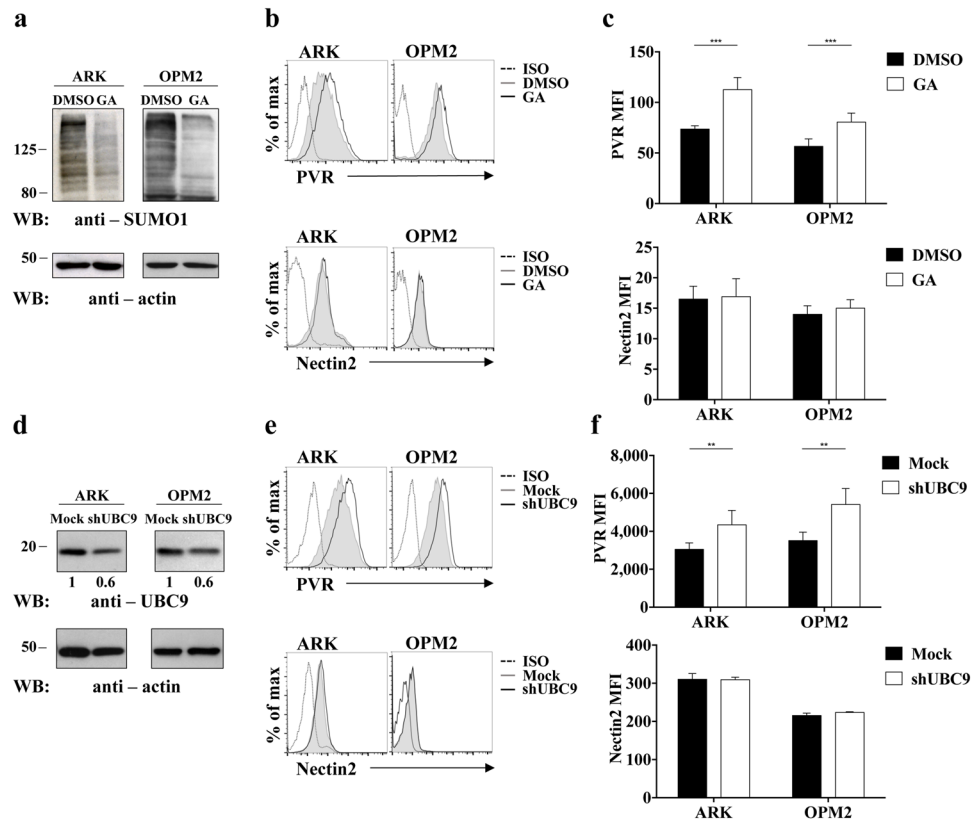 a
ARK OPM2
DMSO GA DMSO GA
125
80
WB: anti – SUMO1
50
WB: anti – actin
b
ARK OPM2
% of max
ISO
DMSO
GA
PVR
ARK OPM2
% of max
ISO
DMSO
GA
Nectin2
c
*** ***
PVR MFI
150
100
50
0
ARK OPM2
DMSO
GA
Nectin2 MFI
25
20
15
10
5
0
ARK OPM2
DMSO
GA
d
ARK OPM2
Mock shUBC9 Mock shUBC9
20
1 0.6 1 0.6
WB: anti – UBC9
50
WB: anti – actin
e
ARK OPM2
% of max
ISO
Mock
shUBC9
PVR
ARK OPM2
% of max
ISO
Mock
shUBC9
Nectin2
f
** **
PVR MFI
8,000
6,000
4,000
2,000
0
ARK OPM2
Mock
shUBC9
Nectin2 MFI
400
300
200
100
0
ARK OPM2
Mock
shUBC9